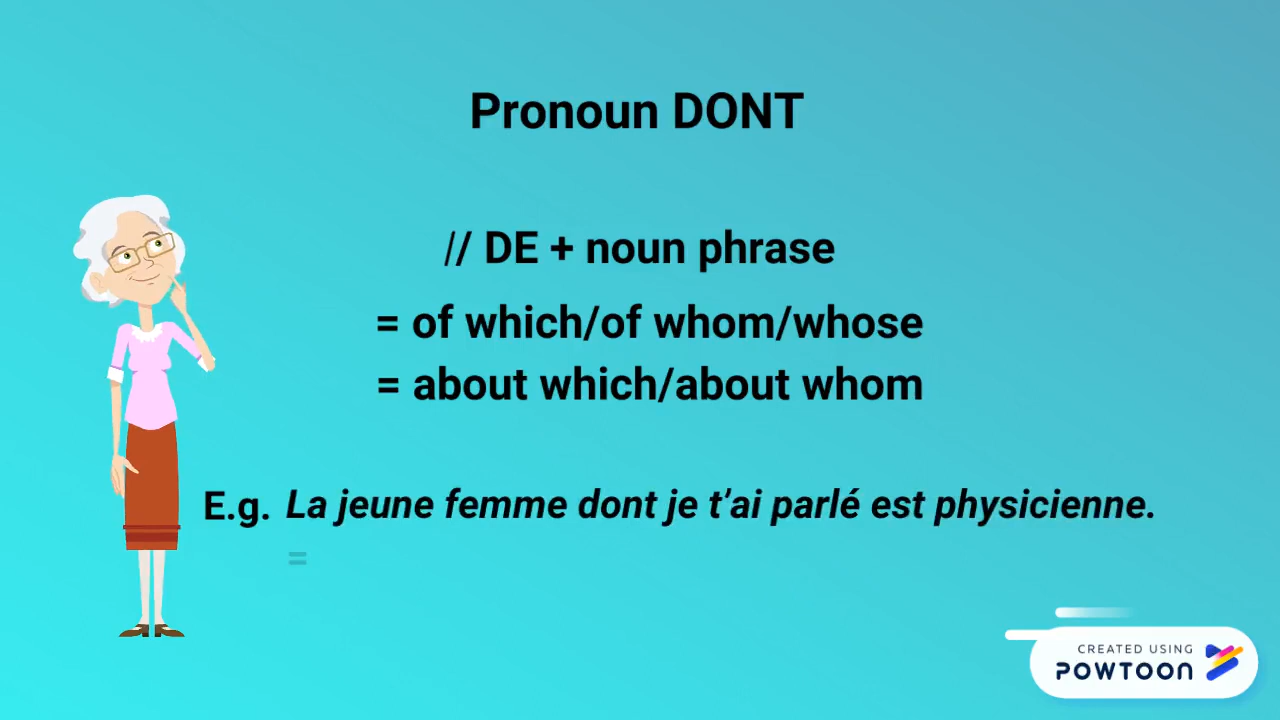 Pronoun DONT
// DE + noun phrase
= of which/of whom/whose
= about which/about whom
E.g. La jeune femme dont je t’ai parlé est physicienne.
=
CREATED USING
POWTOON